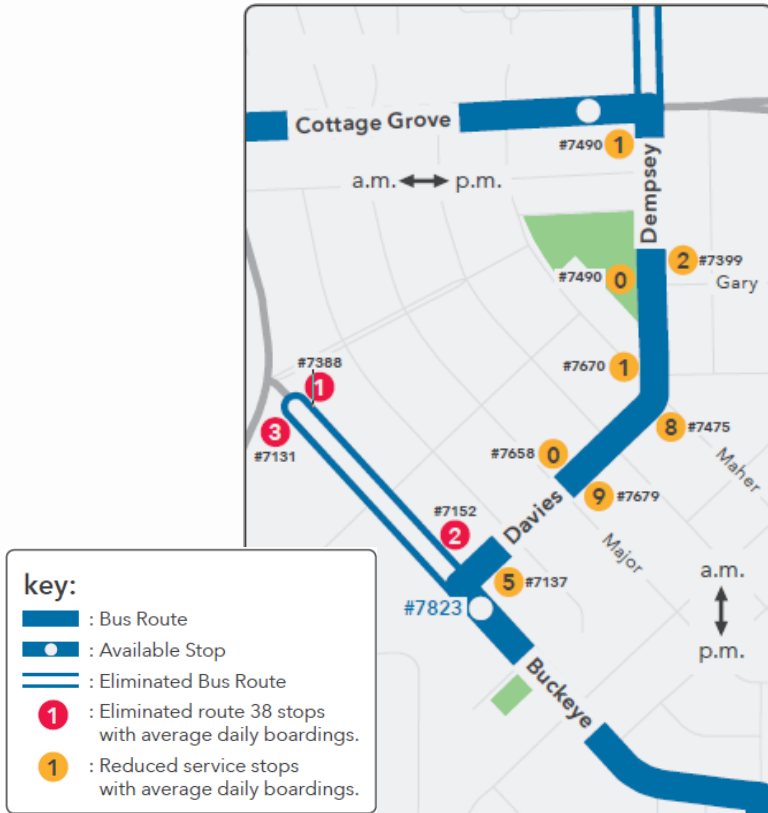 Cottage Grove
#7490 1
Dempsey
a.m. p.m.
2 #7399
#7490 0
Gary
#7388
1
#7670 1
3
#7131
8 #7475
#7658 0
Maher
9 #7679
#7152
2
Davies
Major
5 #7137
#7823
a.m.
p.m.
Buckeye
key:
: Bus Route
: Available Stop
: Eliminated Bus Route
1 : Eliminated route 38 stops
with average daily boardings.
1 : Reduced service stops
with average daily boardings.